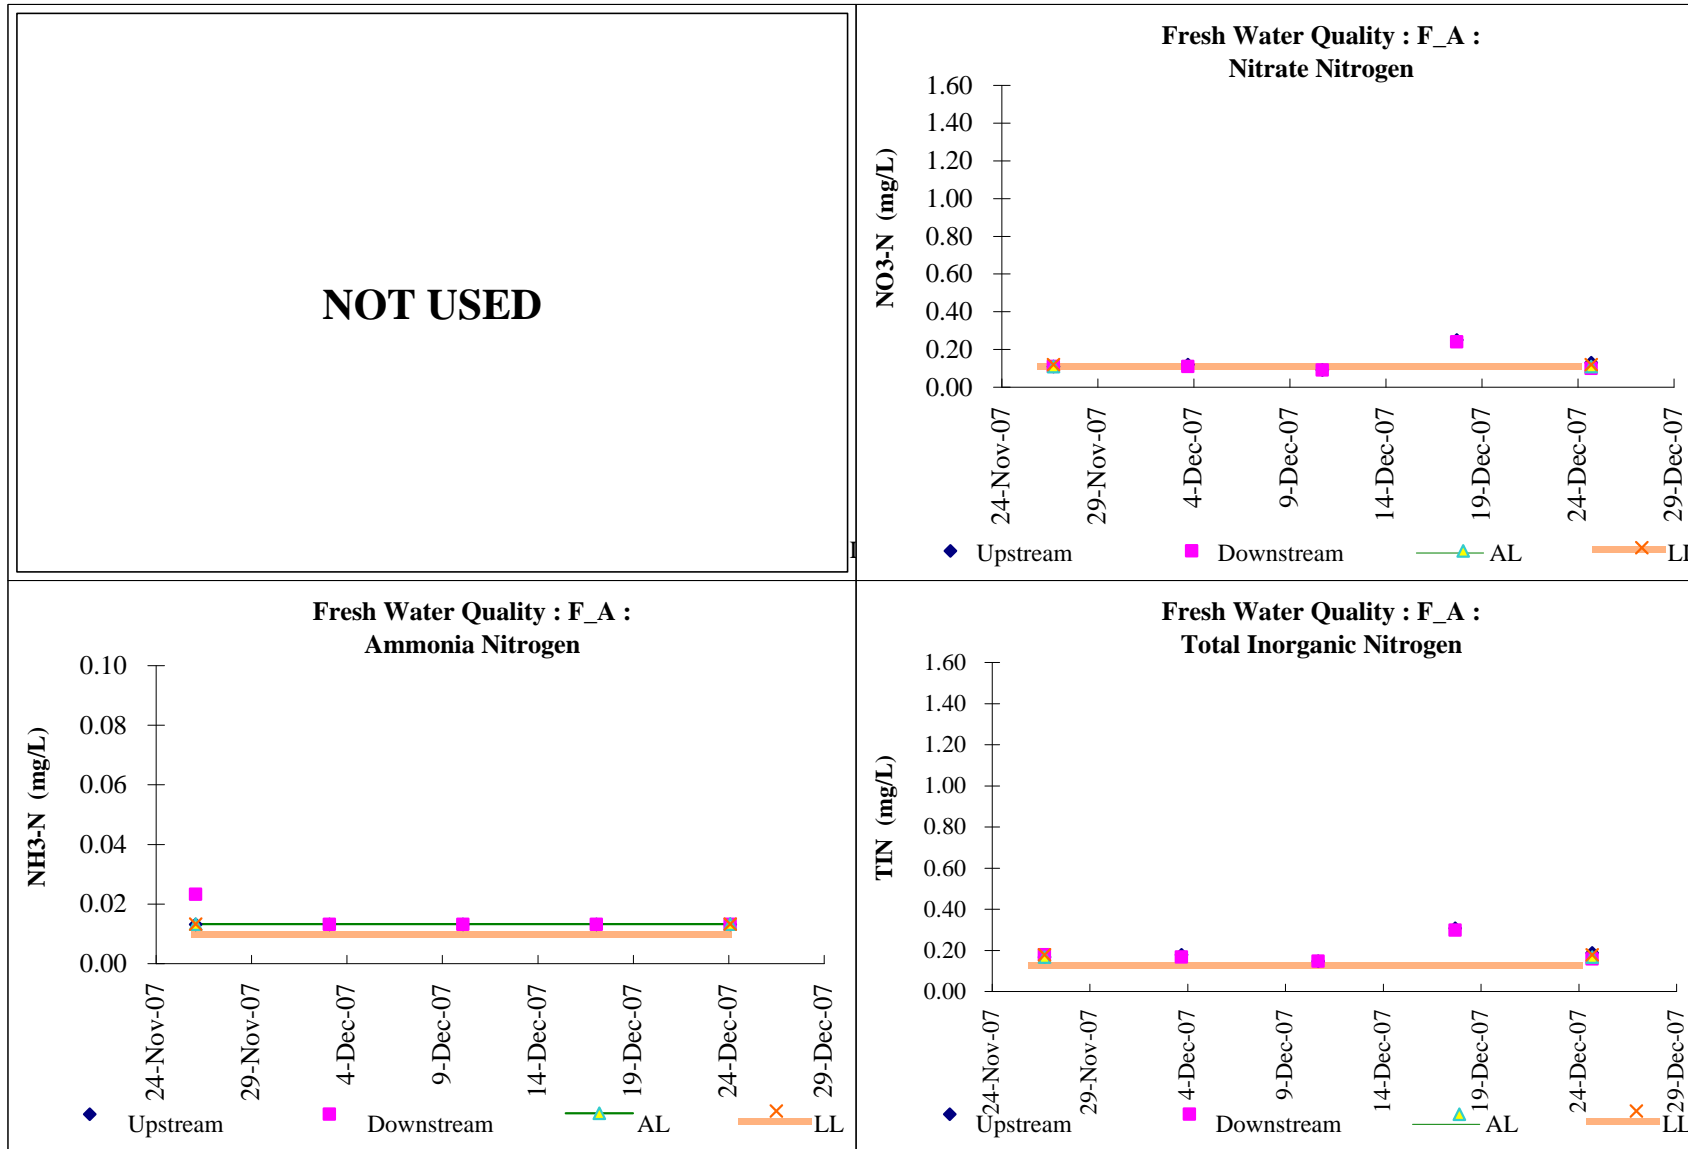 NOT USED
I
Fresh Water Quality : F_A :
Nitrate Nitrogen
NO3-N (mg/L)
1.60
1.40
1.20
1.00
0.80
0.60
0.40
0.20
0.00
24-Nov-07
29-Nov-07
4-Dec-07
9-Dec-07
14-Dec-07
19-Dec-07
24-Dec-07
29-Dec-07
Upstream Downstream AL LL
Fresh Water Quality : F_A :
Ammonia Nitrogen
NH3-N (mg/L)
0.10
0.08
0.06
0.04
0.02
0.00
24-Nov-07
29-Nov-07
4-Dec-07
9-Dec-07
14-Dec-07
19-Dec-07
24-Dec-07
29-Dec-07
Upstream Downstream AL LL
Fresh Water Quality : F_A :
Total Inorganic Nitrogen
TIN (mg/L)
1.60
1.40
1.20
1.00
0.80
0.60
0.40
0.20
0.00
24-Nov-07
29-Nov-07
4-Dec-07
9-Dec-07
14-Dec-07
19-Dec-07
24-Dec-07
29-Dec-07
Upstream Downstream AL LL